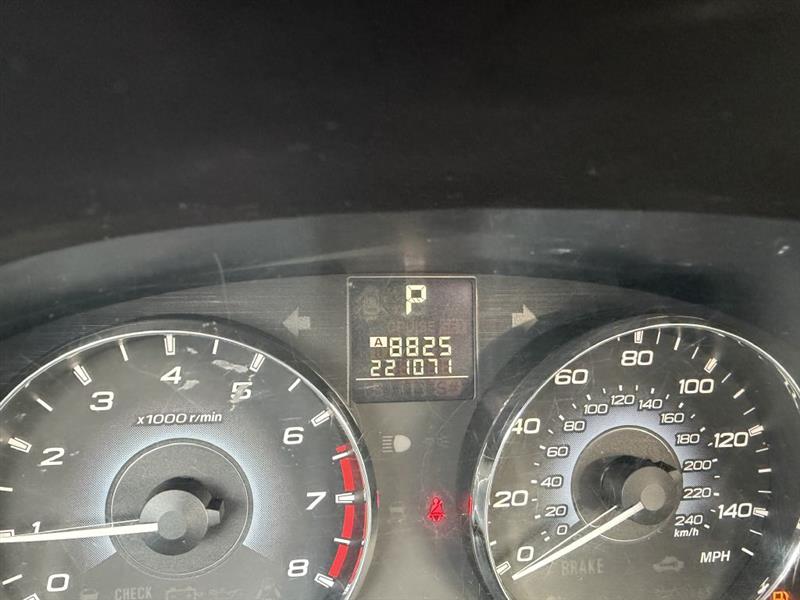 P
CRUISE SET
A 8825
221071
x1000 r/min
0 1 2 3 4 5 6 7 8
CHECK
0 20 40 60 80 100 120 140
0 20 40 60 80 100 120 140 160 180 200 220 240
km/h
MPH
BRAKE